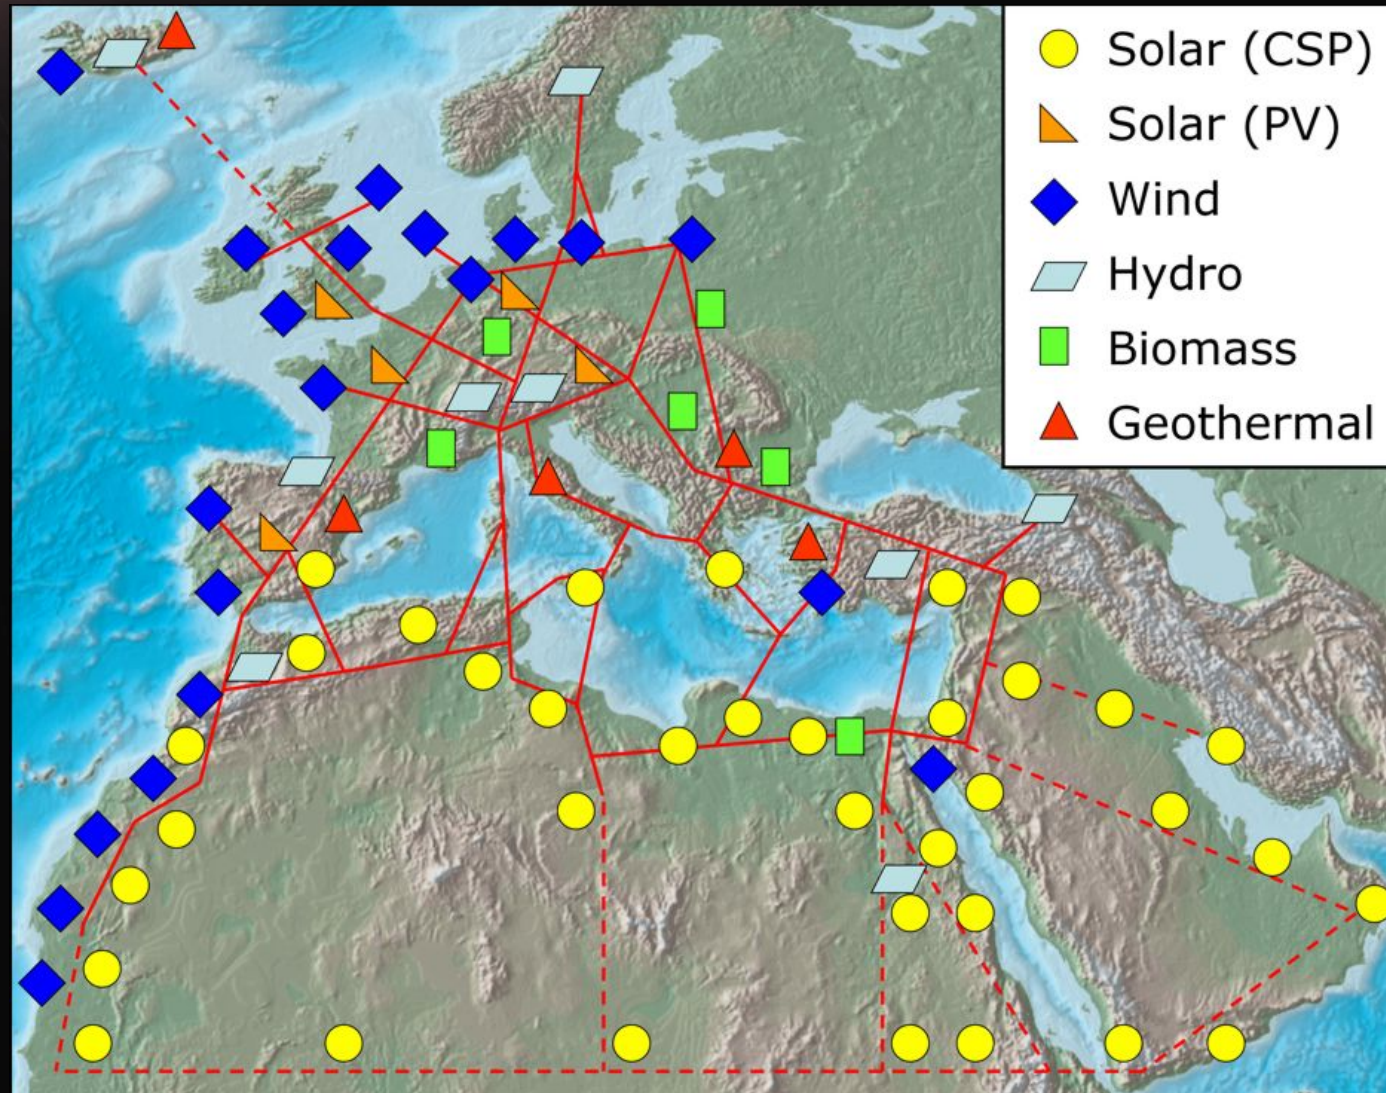 Solar (CSP)
Solar (PV)
Wind
Hydro
Biomass
Geothermal